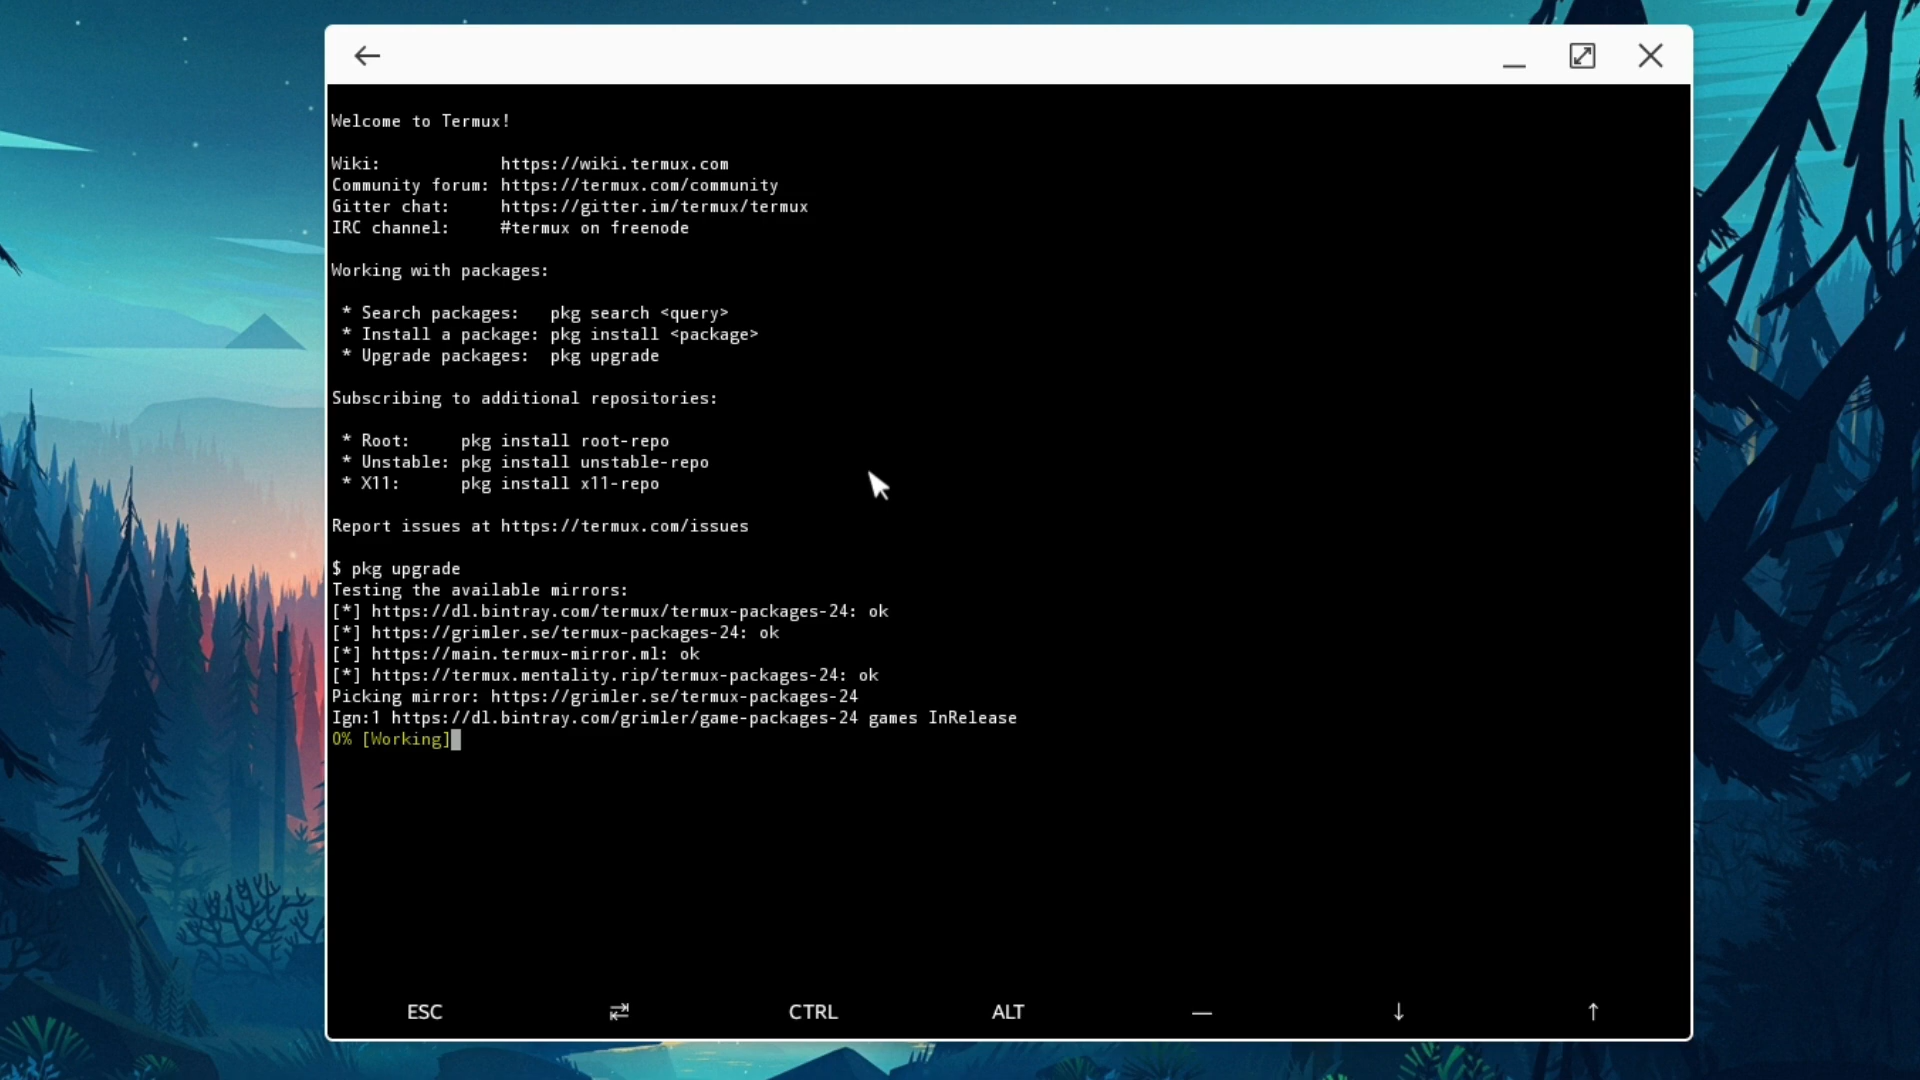 Welcome to Termux!
Wiki:            https://wiki.termux.com
Community forum: https://termux.com/community
Gitter chat:     https://gitter.im/termux/termux
IRC channel:     #termux on freenode
Working with packages:
 * Search packages:   pkg search <query>
 * Install a package: pkg install <package>
 * Upgrade packages:  pkg upgrade
Subscribing to additional repositories:
 * Root:     pkg install root-repo
 * Unstable: pkg install unstable-repo
 * X11:      pkg install x11-repo
Report issues at https://termux.com/issues
$ pkg upgrade
Testing the available mirrors:
[*] https://dl.bintray.com/termux/termux-packages-24: ok
[*] https://grimler.se/termux-packages-24: ok
[*] https://main.termux-mirror.ml: ok
[*] https://termux.mentality.rip/termux-packages-24: ok
Picking mirror: https://grimler.se/termux-packages-24
Ign:1 https://dl.bintray.com/grimler/game-packages-24 games InRelease
0% [Working]
ESC ⇄ CTRL ALT — ↓ ↑